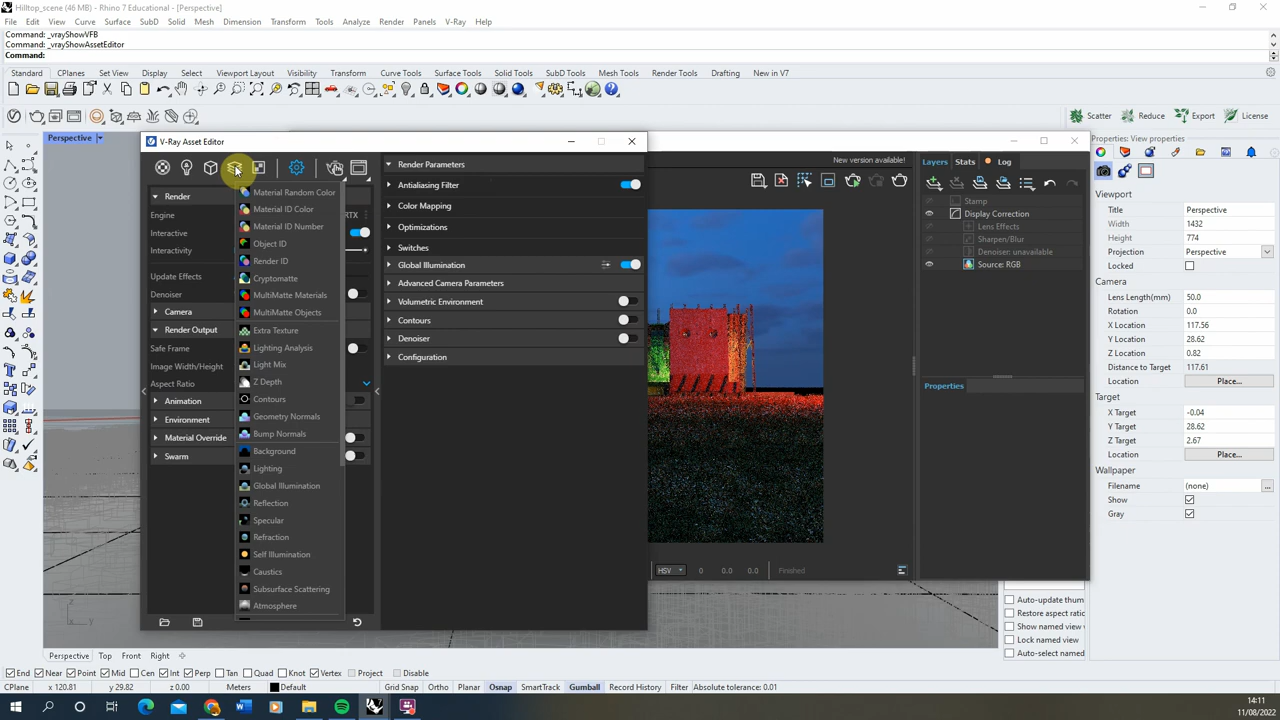 Hilltop_scene (46 MB) - Rhino 7 Educational - [Perspective]
File Edit View Curve Surface SubD Solid Mesh Dimension Transform Tools Analyze Render Panels V-Ray Help
Command: _vrayShowVFB
Command: _vrayShowAssetEditor
Command:
Standard CPlanes Set View Display Select Viewport Layout Visibility Transform Curve Tools Surface Tools Solid Tools SubD Tools Mesh Tools Render Tools Drafting New in V7
Scatter Reduce Export License
Perspective
V-Ray Asset Editor
Render
Engine RTX
Interactive
Interactivity
Update Effects
Denoiser
Camera
Render Output
Safe Frame
Image Width/Height
Aspect Ratio
Animation
Environment
Material Override
Swarm
Material Random Color
Material ID Color
Material ID Number
Object ID
Render ID
Cryptomatte
MultiMatte Materials
MultiMatte Objects
Extra Texture
Lighting Analysis
Light Mix
Z Depth
Contours
Geometry Normals
Bump Normals
Background
Lighting
Global Illumination
Reflection
Specular
Refraction
Self Illumination
Caustics
Subsurface Scattering
Atmosphere
Render Parameters
Antialiasing Filter
Color Mapping
Optimizations
Switches
Global Illumination
Advanced Camera Parameters
Volumetric Environment
Contours
Denoiser
Configuration
New version available!
HSV 0 0.0 0.0 Finished
Layers Stats Log
Stamp
Display Correction
Lens Effects
Sharpen/Blur
Denoiser: unavailable
Source: RGB
Properties
Properties: View properties
Viewport
Title Perspective
Width 1432
Height 774
Projection Perspective
Locked
Camera
Lens Length(mm) 50.0
Rotation 0.0
X Location 117.56
Y Location 28.62
Z Location 0.82
Distance to Target 117.61
Location Place...
Target
X Target -0.04
Y Target 28.62
Z Target 2.67
Location Place...
Wallpaper
Filename (none) ...
Show
Gray
Auto-update thum
Restore aspect ratio
Show named view
Lock named view
Auto-select named
z
x y
Perspective Top Front Right
End Near Point Mid Cen Int Perp Tan Quad Knot Vertex Project Disable
CPlane x 120.81 y 29.82 z 0.00 Meters Default Grid Snap Ortho Planar Osnap SmartTrack Gumball Record History Filter Absolute tolerance: 0.01
14:11
11/08/2022